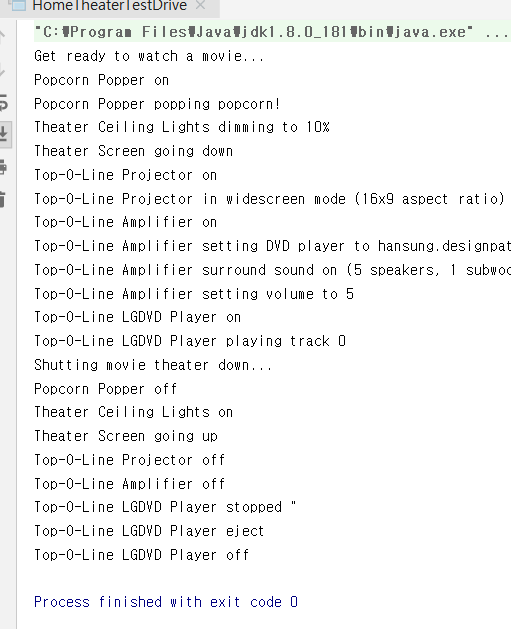 HomeTheaterTestDrive
"C:₩Program Files₩Java₩jdk1.8.0_181₩bin₩java.exe" ...
Get ready to watch a movie...
Popcorn Popper on
Popcorn Popper popping popcorn!
Theater Ceiling Lights dimming to 10%
Theater Screen going down
Top-O-Line Projector on
Top-O-Line Projector in widescreen mode (16x9 aspect ratio)
Top-O-Line Amplifier on
Top-O-Line Amplifier setting DVD player to hansung.designpat
Top-O-Line Amplifier surround sound on (5 speakers, 1 subwoo
Top-O-Line Amplifier setting volume to 5
Top-O-Line LGDVD Player on
Top-O-Line LGDVD Player playing track 0
Shutting movie theater down...
Popcorn Popper off
Theater Ceiling Lights on
Theater Screen going up
Top-O-Line Projector off
Top-O-Line Amplifier off
Top-O-Line LGDVD Player stopped "
Top-O-Line LGDVD Player eject
Top-O-Line LGDVD Player off
Process finished with exit code 0